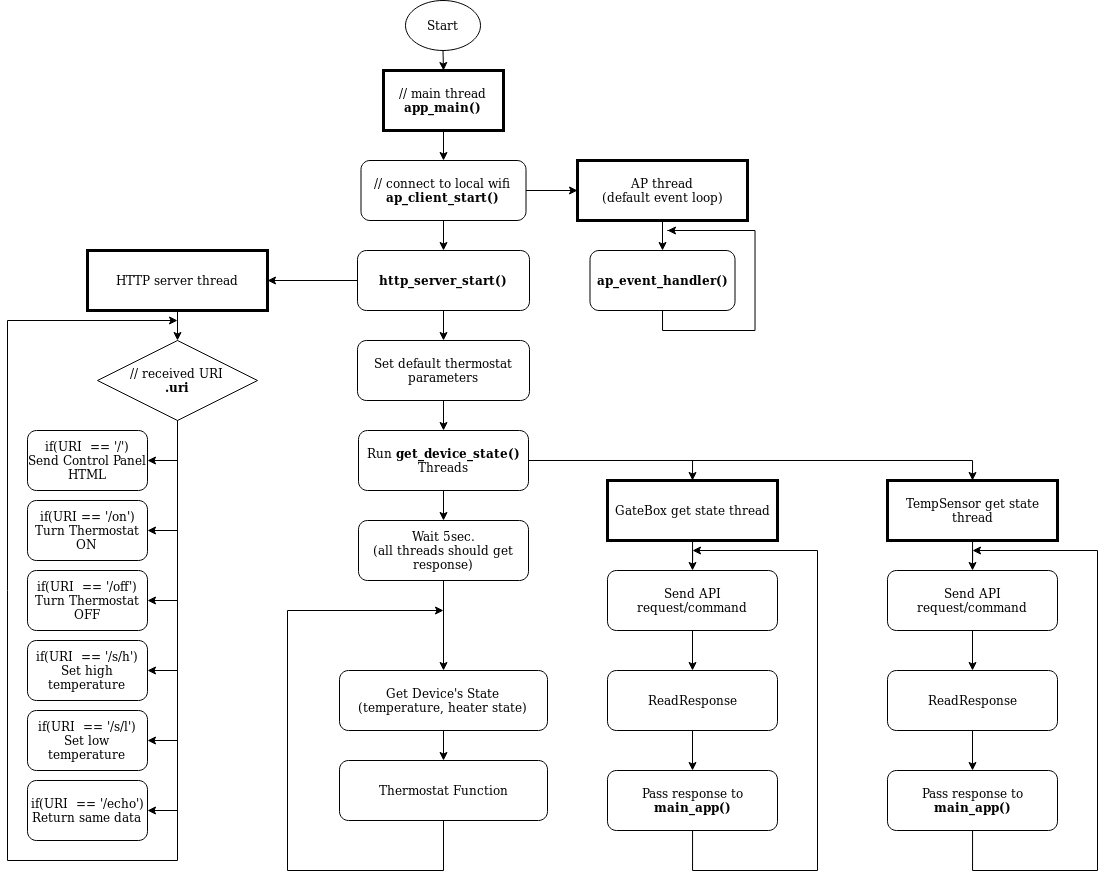 Start
// main thread
app_main()
// connect to local wifi
ap_client_start()
AP thread
(default event loop)
HTTP server thread
http_server_start()
ap_event_handler()
// received URI
.uri
Set default thermostat
parameters
if(URI == '/')
Send Control Panel
HTML
Run get_device_state()
Threads
GateBox get state thread
TempSensor get state
thread
if(URI == '/on')
Turn Thermostat
ON
Wait 5sec.
(all threads should get
response)
if(URI == '/off')
Turn Thermostat
OFF
Send API
request/command
Send API
request/command
if(URI == '/s/h')
Set high
temperature
Get Device's State
(temperature, heater state)
ReadResponse
ReadResponse
if(URI == '/s/l')
Set low
temperature
if(URI == '/echo')
Return same data
Thermostat Function
Pass response to
main_app()
Pass response to
main_app()